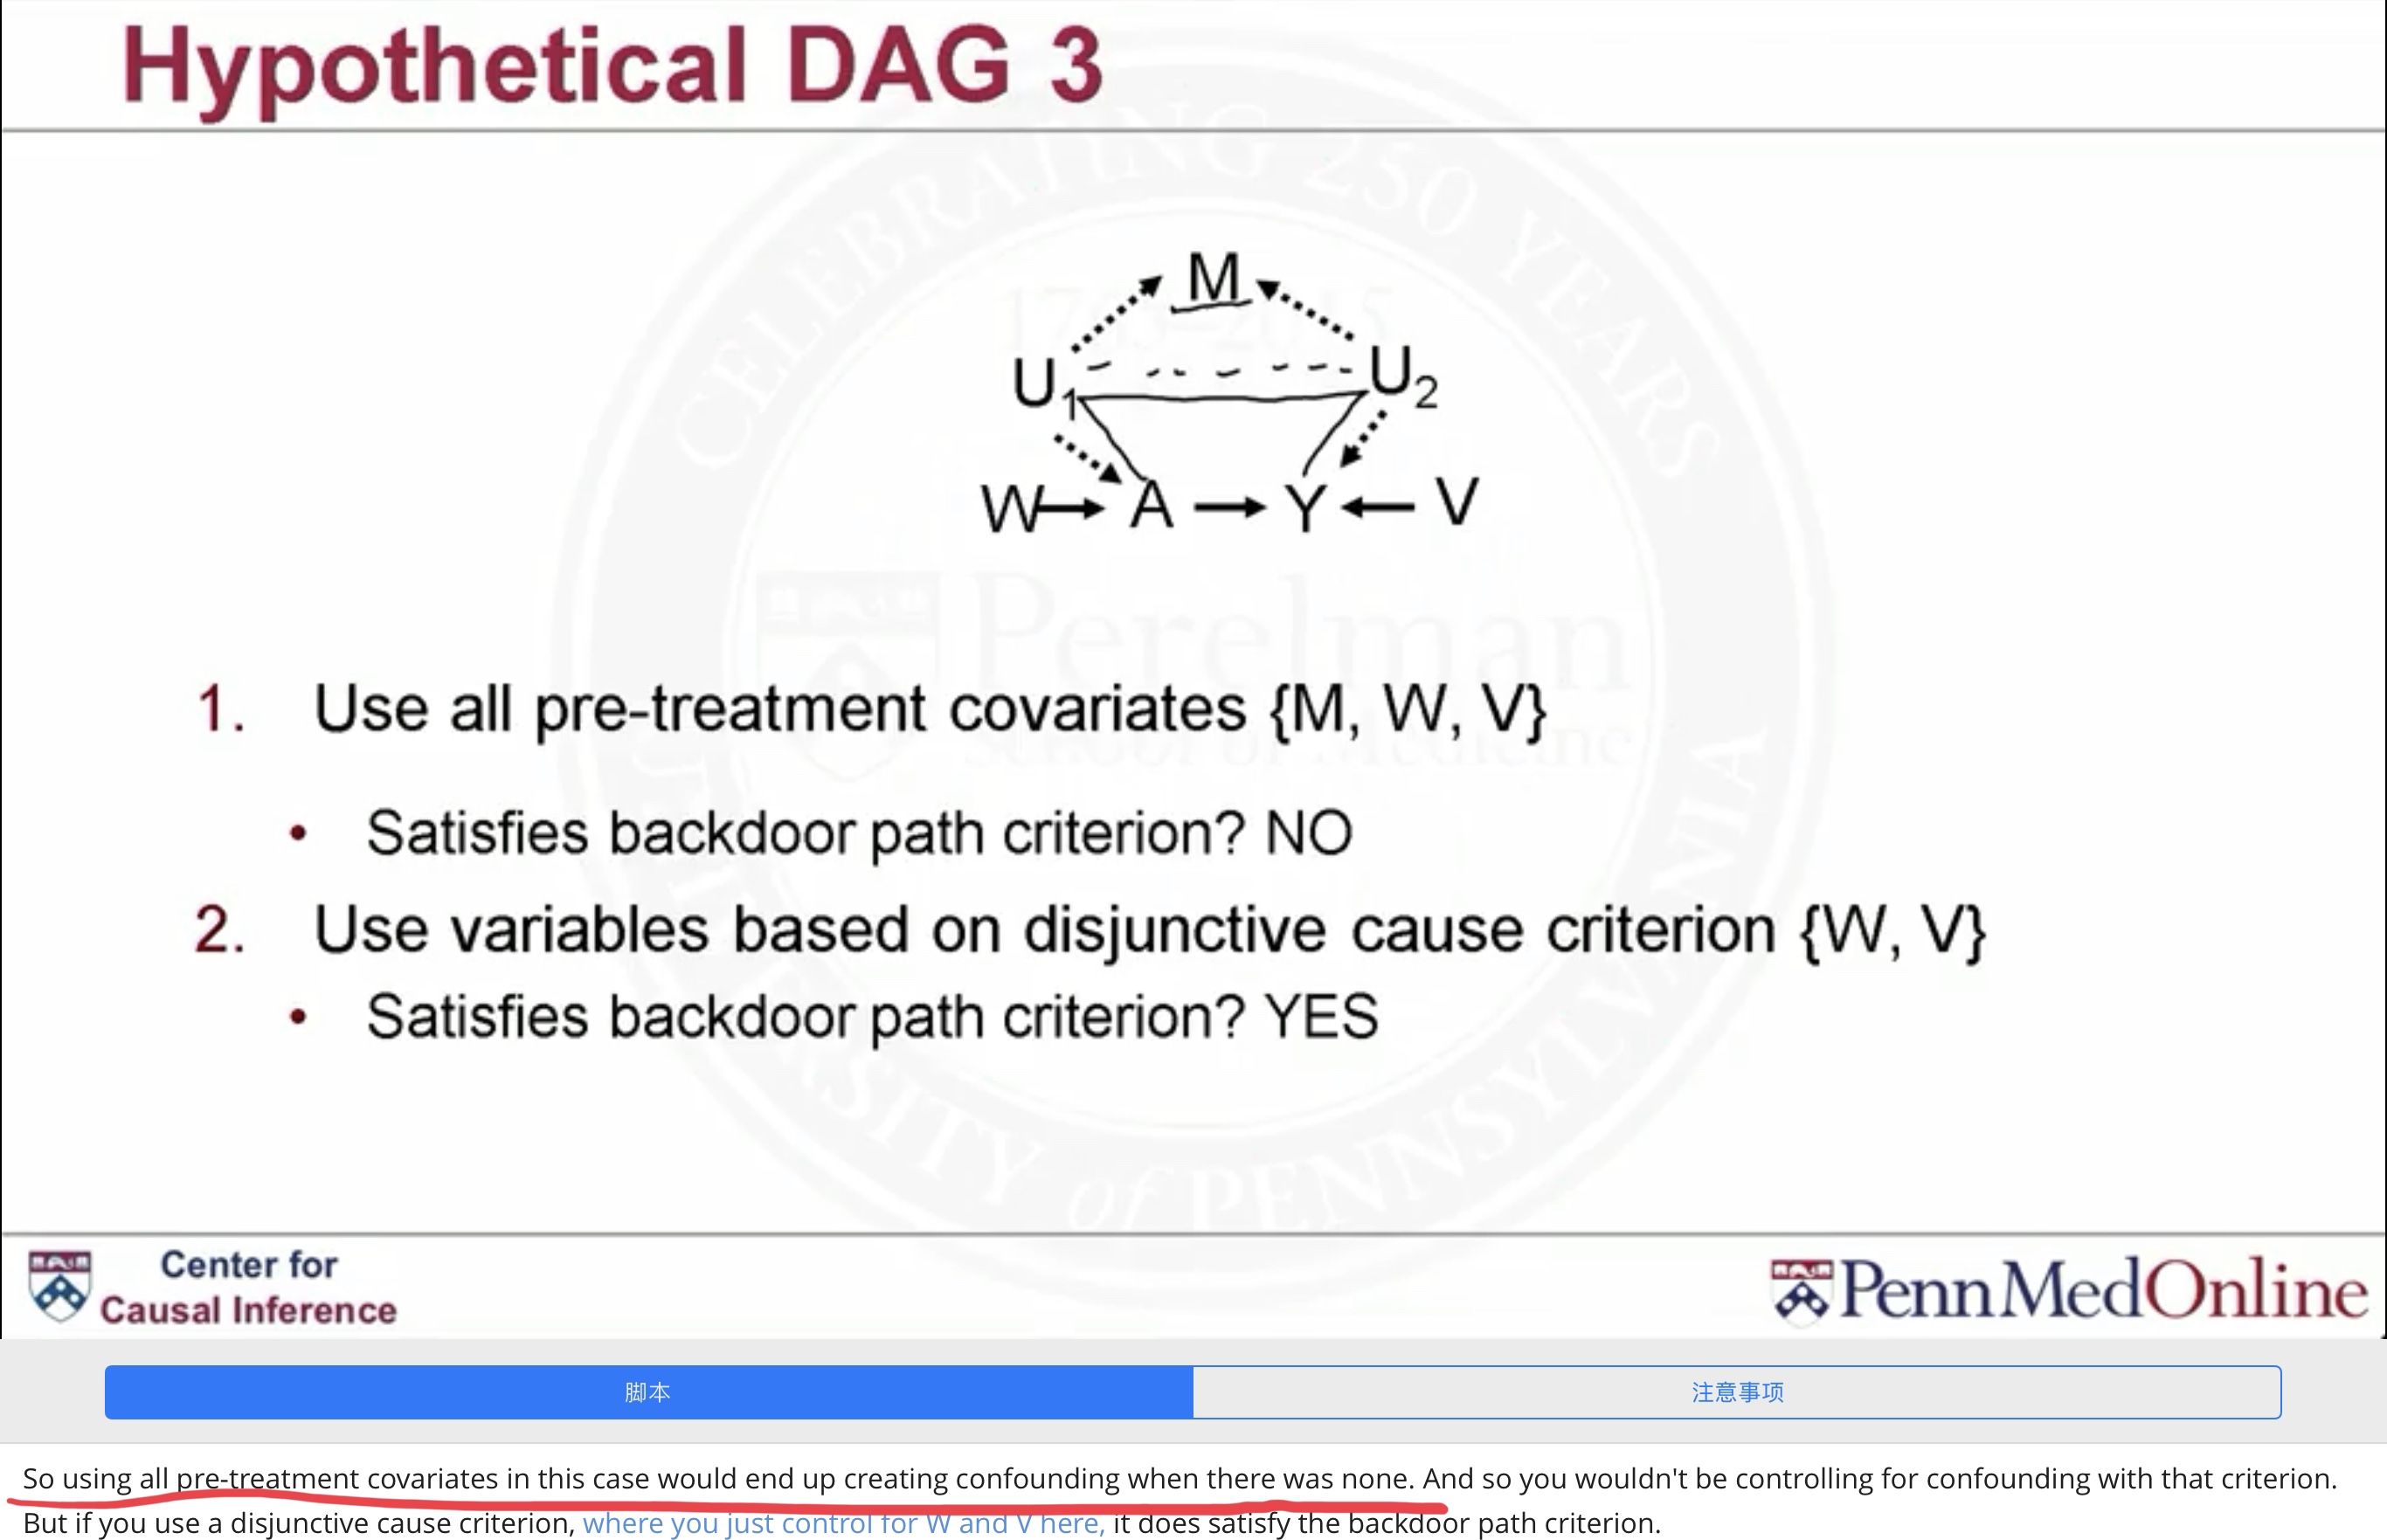 Hypothetical DAG 3
CELEBRATING 250 YEARS
M
U1 U2
W A Y V
Perelman
School of Medicine
1. Use all pre-treatment covariates {M, W, V}
• Satisfies backdoor path criterion? NO
2. Use variables based on disjunctive cause criterion {W, V}
• Satisfies backdoor path criterion? YES
UNIVERSITY of PENNSYLVANIA
Center for
Causal Inference
PennMedOnline
脚本
注意事项
So using all pre-treatment covariates in this case would end up creating confounding when there was none. And so you wouldn't be controlling for confounding with that criterion.
But if you use a disjunctive cause criterion, where you just control for W and V here, it does satisfy the backdoor path criterion.